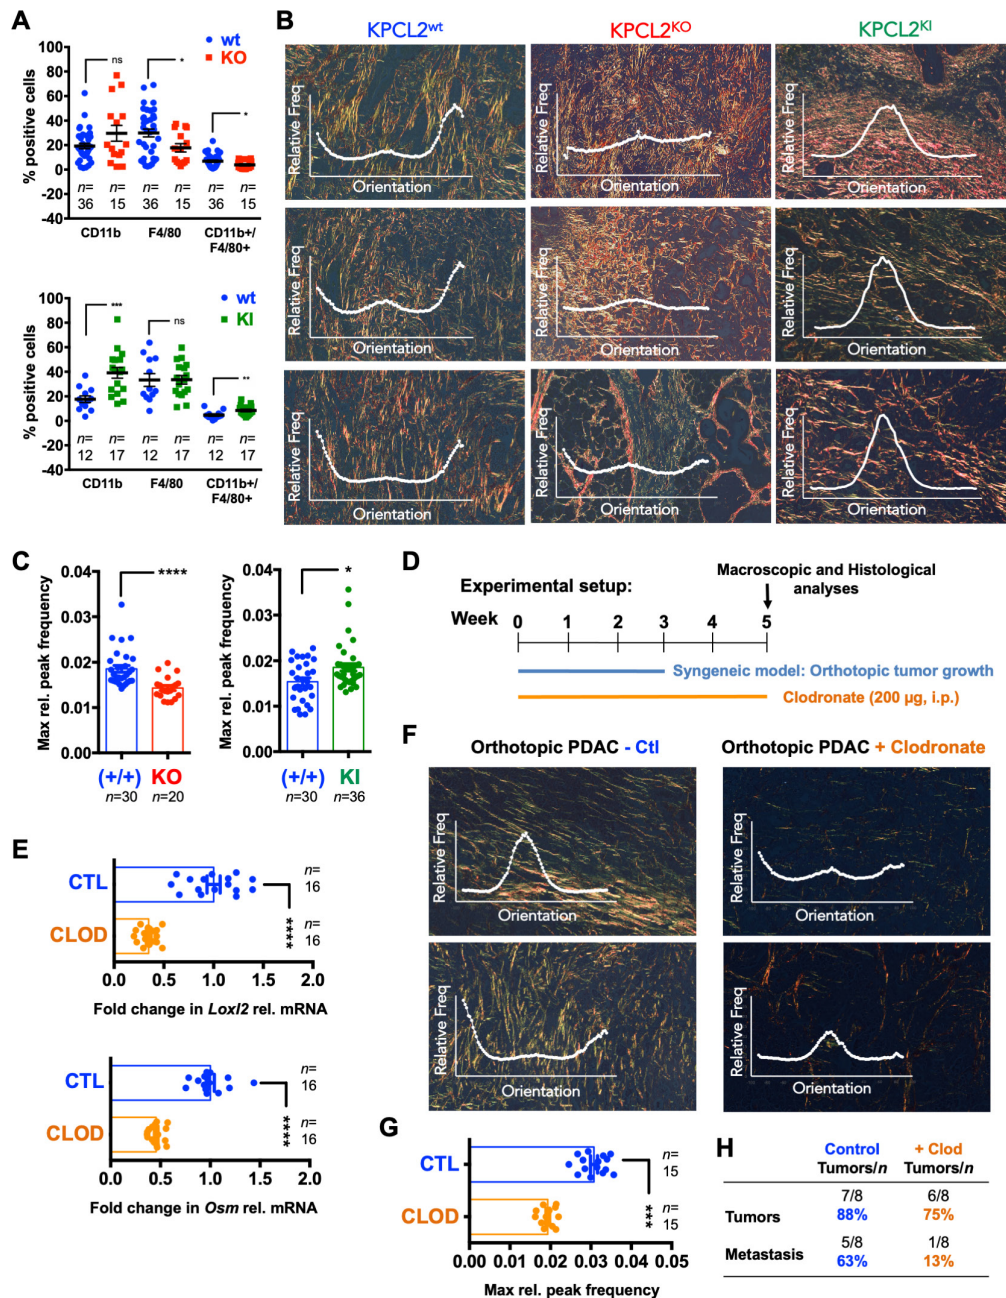 A
100
80
60
40
20
0
-20
-40
% positive cells
wt
KO
ns
*
*
n= n= n= n= n= n=
36 15 36 15 36 15
CD11b F4/80 CD11b+/
F4/80+
100
80
60
40
20
0
-20
-40
% positive cells
wt
KI
***
ns
**
n= n= n= n= n= n=
12 17 12 17 12 17
CD11b F4/80 CD11b+/
F4/80+
B
KPCL2wt KPCL2KO KPCL2KI
Relative Freq Relative Freq Relative Freq
Orientation Orientation Orientation
Relative Freq Relative Freq Relative Freq
Orientation Orientation Orientation
Relative Freq Relative Freq Relative Freq
Orientation Orientation Orientation
C
Max rel. peak frequency
0.04
0.03
0.02
0.01
0.00
****
(+/+) KO
n=30 n=20
Max rel. peak frequency
0.04
0.03
0.02
0.01
0.00
*
(+/+) KI
n=30 n=36
D
Macroscopic and Histological
analyses
Experimental setup:
Week 0 1 2 3 4 5
Syngeneic model: Orthotopic tumor growth
Clodronate (200 µg, i.p.)
E
CTL
n=
16
CLOD
n=
16
****
0.0 0.5 1.0 1.5 2.0
Fold change in Loxl2 rel. mRNA
CTL
n=
16
CLOD
n=
16
****
0.0 0.5 1.0 1.5 2.0
Fold change in Osm rel. mRNA
F
Orthotopic PDAC - Ctl Orthotopic PDAC + Clodronate
Relative Freq Relative Freq
Orientation Orientation
Relative Freq Relative Freq
Orientation Orientation
G
CTL
n=
15
CLOD
n=
15
***
0.00 0.01 0.02 0.03 0.04 0.05
Max rel. peak frequency
H
Control + Clod
Tumors/n Tumors/n
7/8 6/8
Tumors 88% 75%
5/8 1/8
Metastasis 63% 13%